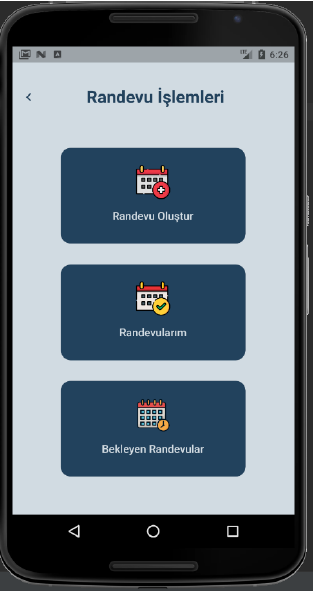 6:26
Randevu İşlemleri
Randevu Oluştur
Randevularım
Bekleyen Randevular